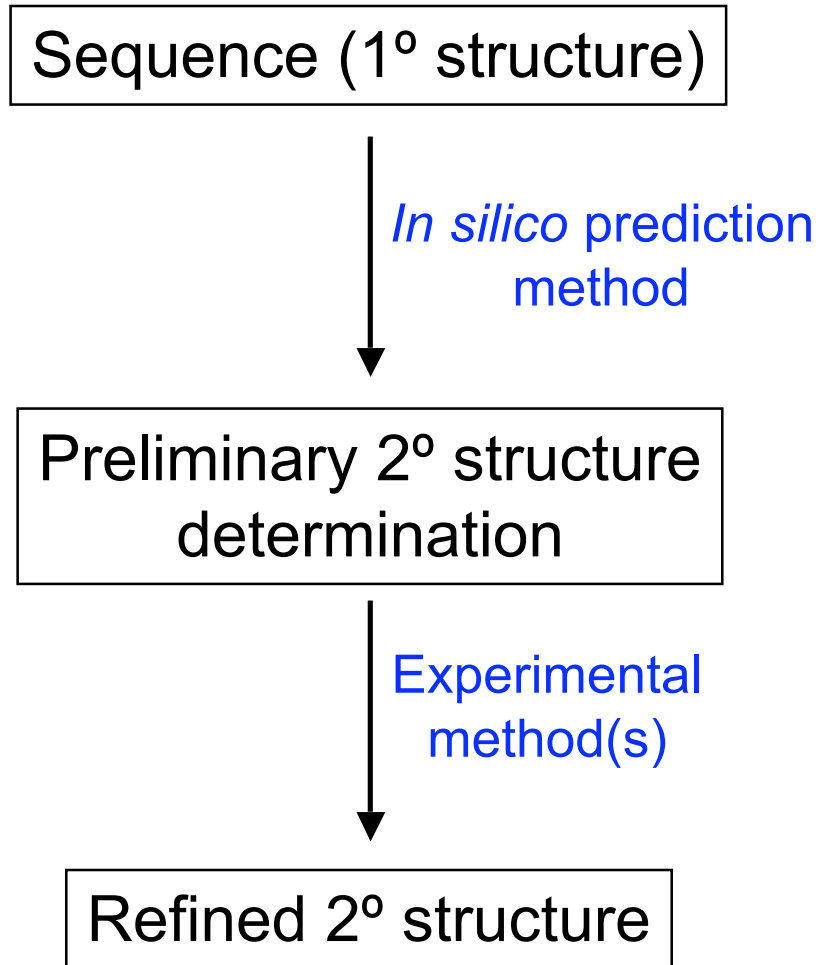 Sequence (1º structure)
In silico prediction
method
Preliminary 2º structure
determination
Experimental
method(s)
Refined 2º structure